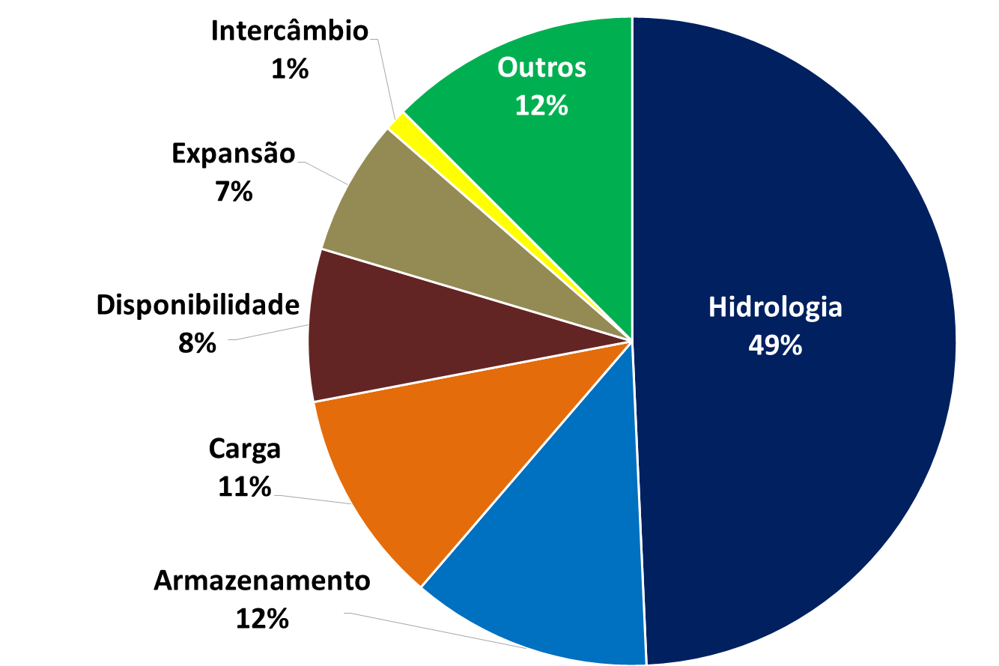 Intercâmbio
1%
Outros
12%
Expansão
7%
Disponibilidade
8%
Hidrologia
49%
Carga
11%
Armazenamento
12%